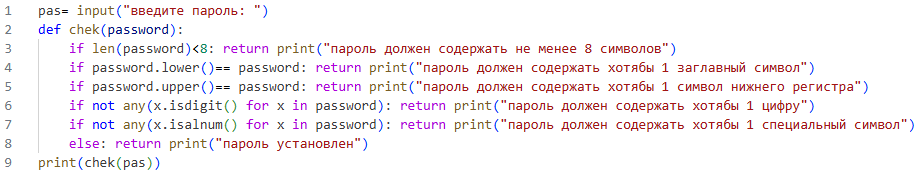 1 pas= input("введите пароль: ")
2 def chek(password):
3     if len(password)<8: return print("пароль должен содержать не менее 8 символов")
4     if password.lower()== password: return print("пароль должен содержать хотябы 1 заглавный символ")
5     if password.upper()== password: return print("пароль должен содержать хотябы 1 символ нижнего регистра")
6     if not any(x.isdigit() for x in password): return print("пароль должен содержать хотябы 1 цифру")
7     if not any(x.isalnum() for x in password): return print("пароль должен содержать хотябы 1 специальный символ")
8     else: return print("пароль установлен")
9 print(chek(pas))